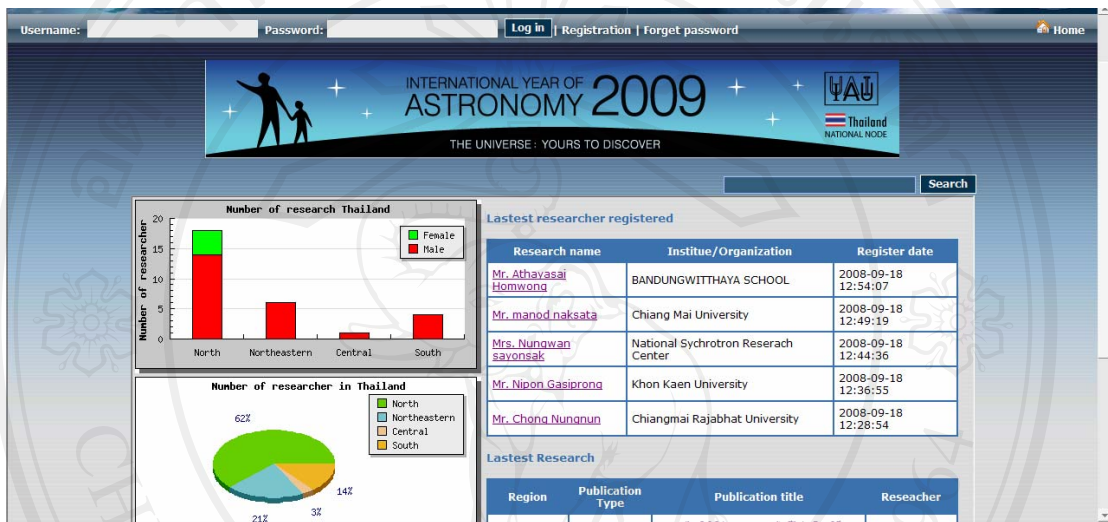 Username: Password: Log in | Registration | Forget password Home
INTERNATIONAL YEAR OF
ASTRONOMY 2009
THE UNIVERSE : YOURS TO DISCOVER
IAU
Thailand
NATIONAL NODE
Search
Number of research Thailand
Number of researcher
20
15
10
5
0
Female
Male
North Northeastern Central South
Number of researcher in Thailand
North
Northeastern
Central
South
62%
14%
3%
21%
Lastest researcher registered
Research name Institue/Organization Register date
Mr. Athayasai Homwong BANDUNGWITTHAYA SCHOOL 2008-09-18 12:54:07
Mr. manod naksata Chiang Mai University 2008-09-18 12:49:19
Mrs. Nungwan sayonsak National Sychrotron Reserach Center 2008-09-18 12:44:36
Mr. Nipon Gasiprong Khon Kaen University 2008-09-18 12:36:55
Mr. Chong Nungnun Chiangmai Rajabhat University 2008-09-18 12:28:54
Lastest Research
Region Publication Type Publication title Reseacher